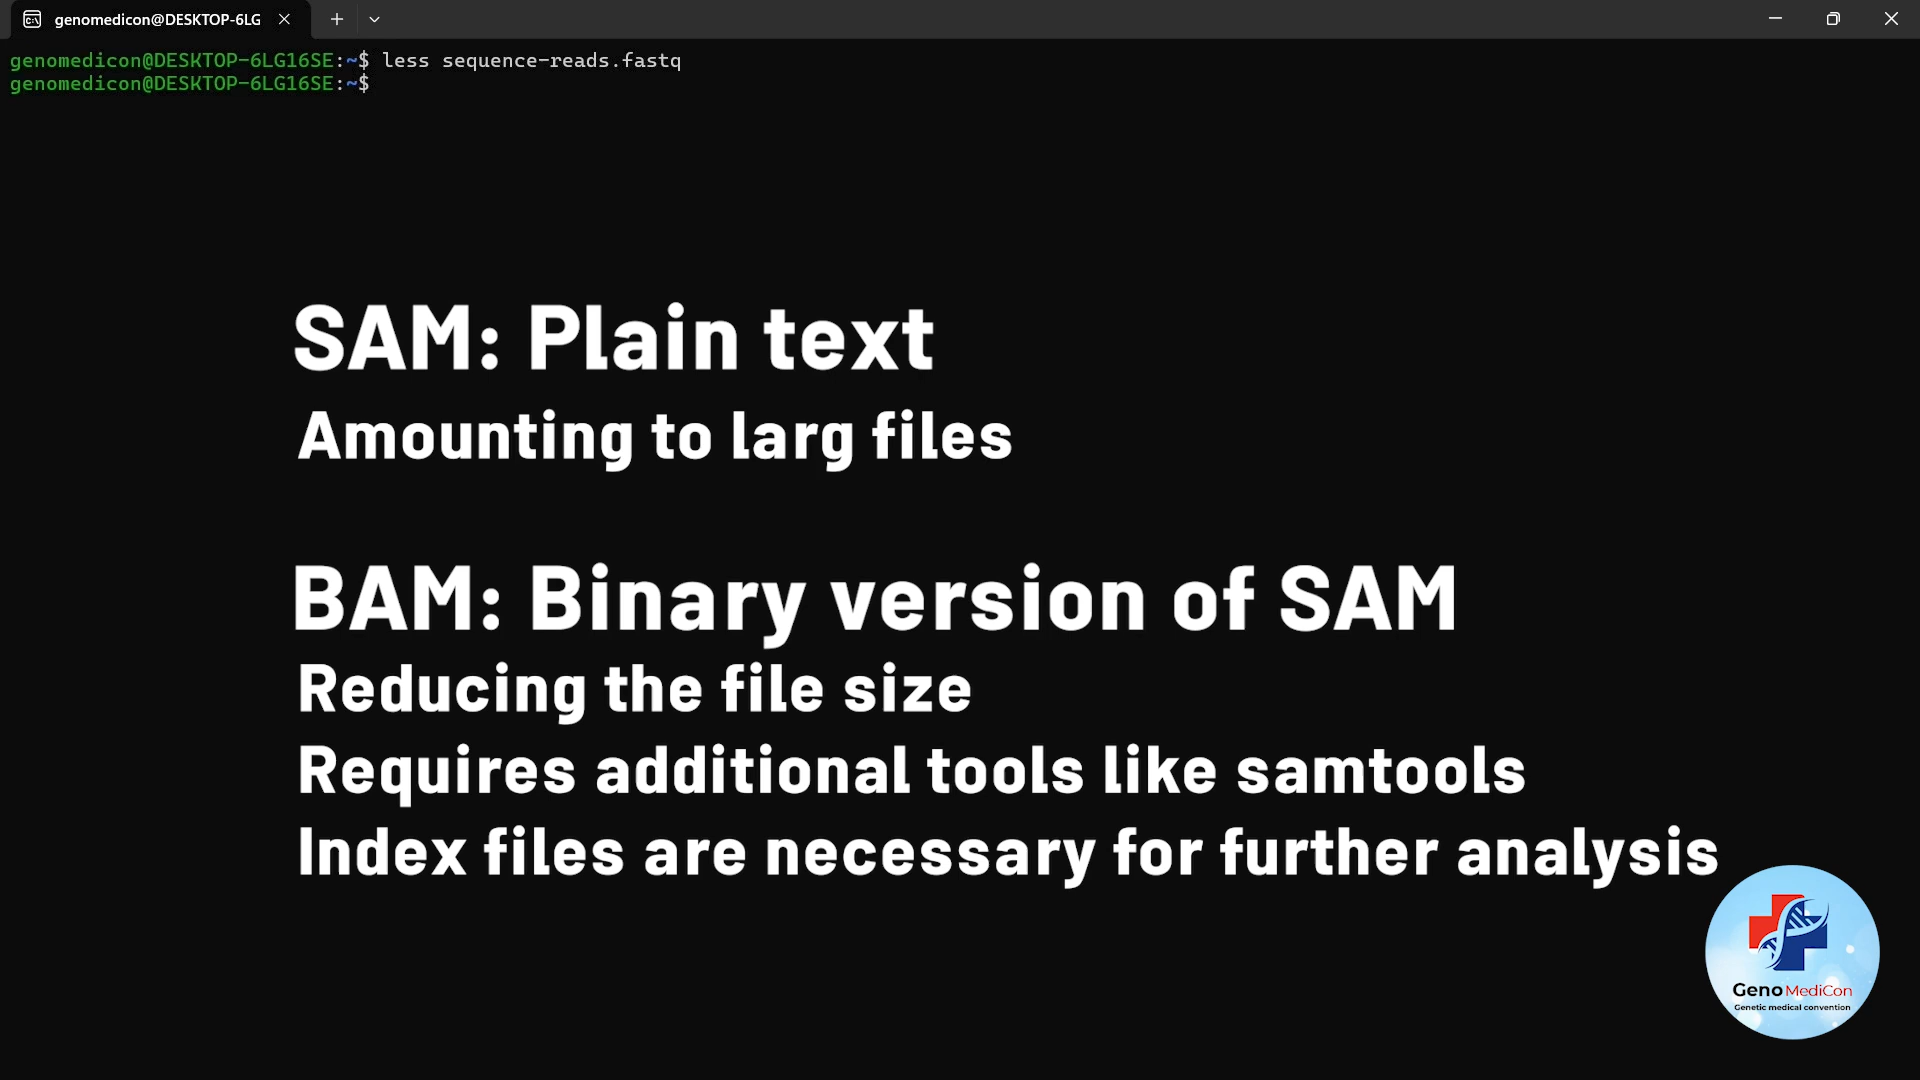 genomedicon@DESKTOP-6LG
genomedicon@DESKTOP-6LG16SE:~$ less sequence-reads.fastq
genomedicon@DESKTOP-6LG16SE:~$
SAM: Plain text
Amounting to larg files
BAM: Binary version of SAM
Reducing the file size
Requires additional tools like samtools
Index files are necessary for further analysis
Geno MediCon
Genetic medical convention